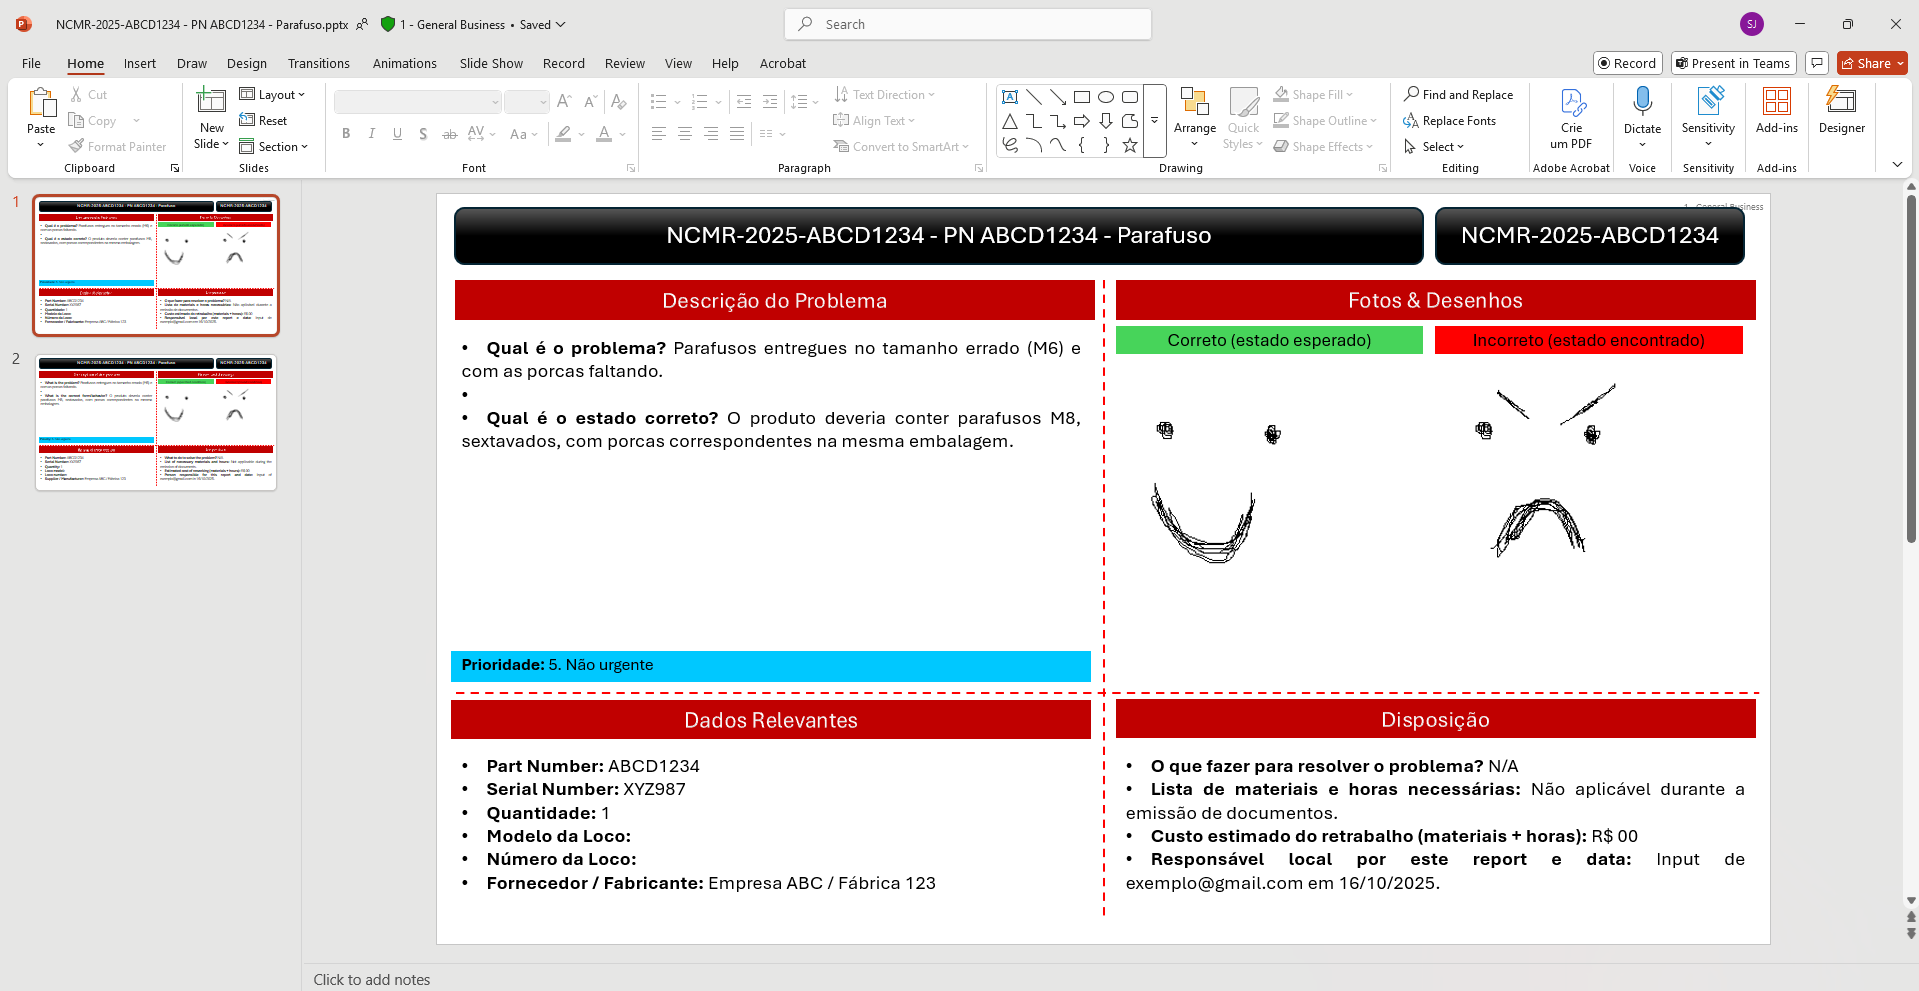 NCMR-2025-ABCD1234 - PN ABCD1234 - Parafuso.pptx
1 - General Business • Saved
Search
SJ
File Home Insert Draw Design Transitions Animations Slide Show Record Review View Help Acrobat
Record
Present in Teams
Share
Paste
Cut
Copy
Format Painter
Clipboard
New
Slide
Layout
Reset
Section
Slides
Font
Text Direction
Align Text
Convert to SmartArt
Paragraph
Arrange
Quick
Styles
Shape Fill
Shape Outline
Shape Effects
Drawing
Find and Replace
Replace Fonts
Select
Editing
Crie
um PDF
Adobe Acrobat
Dictate
Voice
Sensitivity
Sensitivity
Add-ins
Add-ins
Designer
1
2
NCMR-2025-ABCD1234 - PN ABCD1234 - Parafuso
NCMR-2025-ABCD1234
Descrição do Problema
• Qual é o problema? Parafusos entregues no tamanho errado (M6) e
com as porcas faltando.
•
• Qual é o estado correto? O produto deveria conter parafusos M8,
sextavados, com porcas correspondentes na mesma embalagem.
Prioridade: 5. Não urgente
Fotos & Desenhos
Correto (estado esperado)
Incorreto (estado encontrado)
Dados Relevantes
• Part Number: ABCD1234
• Serial Number: XYZ987
• Quantidade: 1
• Modelo da Loco:
• Número da Loco:
• Fornecedor / Fabricante: Empresa ABC / Fábrica 123
Disposição
• O que fazer para resolver o problema? N/A
• Lista de materiais e horas necessárias: Não aplicável durante a
emissão de documentos.
• Custo estimado do retrabalho (materiais + horas): R$ 00
• Responsável local por este report e data: Input de
exemplo@gmail.com em 16/10/2025.
Click to add notes